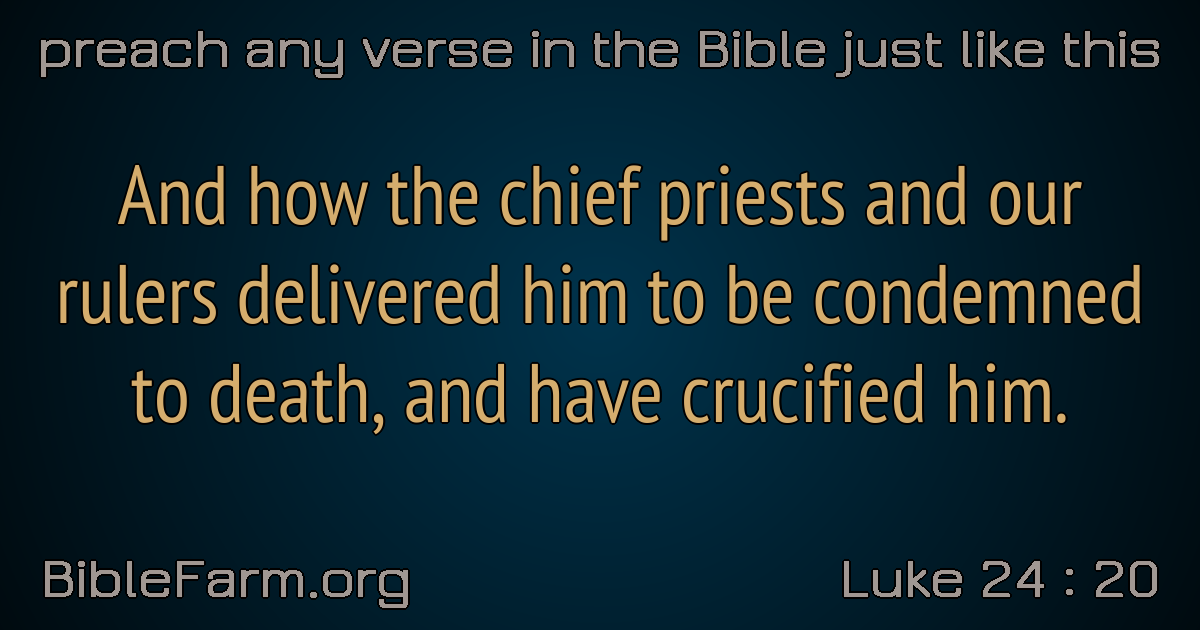 preach any verse in the Bible just like this
And how the chief priests and our
rulers delivered him to be condemned
to death, and have crucified him.
BibleFarm.org
Luke 24 : 20